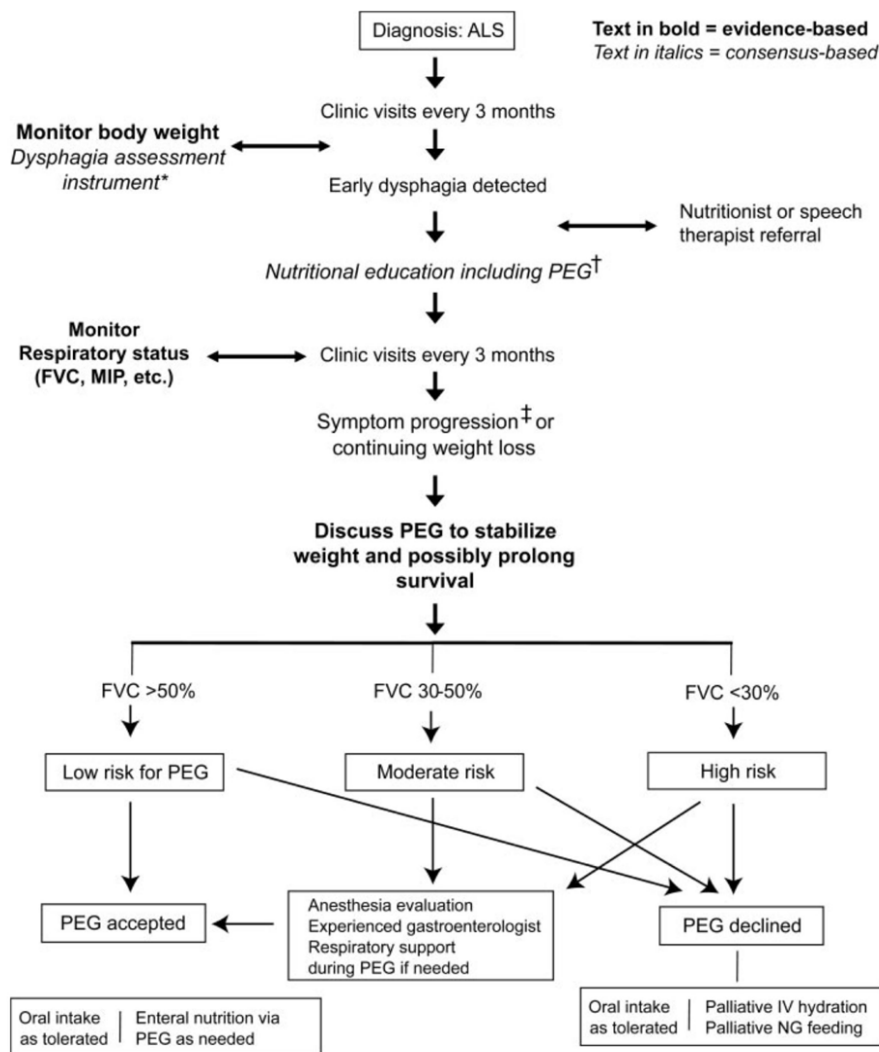 Diagnosis: ALS
Text in bold = evidence-based
Text in italics = consensus-based
Clinic visits every 3 months
Monitor body weight
Dysphagia assessment
instrument*
Early dysphagia detected
Nutritionist or speech
therapist referral
Nutritional education including PEG†
Monitor
Respiratory status
(FVC, MIP, etc.)
Clinic visits every 3 months
Symptom progression‡ or
continuing weight loss
Discuss PEG to stabilize
weight and possibly prolong
survival
FVC >50%
FVC 30-50%
FVC <30%
Low risk for PEG
Moderate risk
High risk
PEG accepted
Anesthesia evaluation
Experienced gastroenterologist
Respiratory support
during PEG if needed
PEG declined
Oral intake
as tolerated
Enteral nutrition via
PEG as needed
Oral intake
as tolerated
Palliative IV hydration
Palliative NG feeding